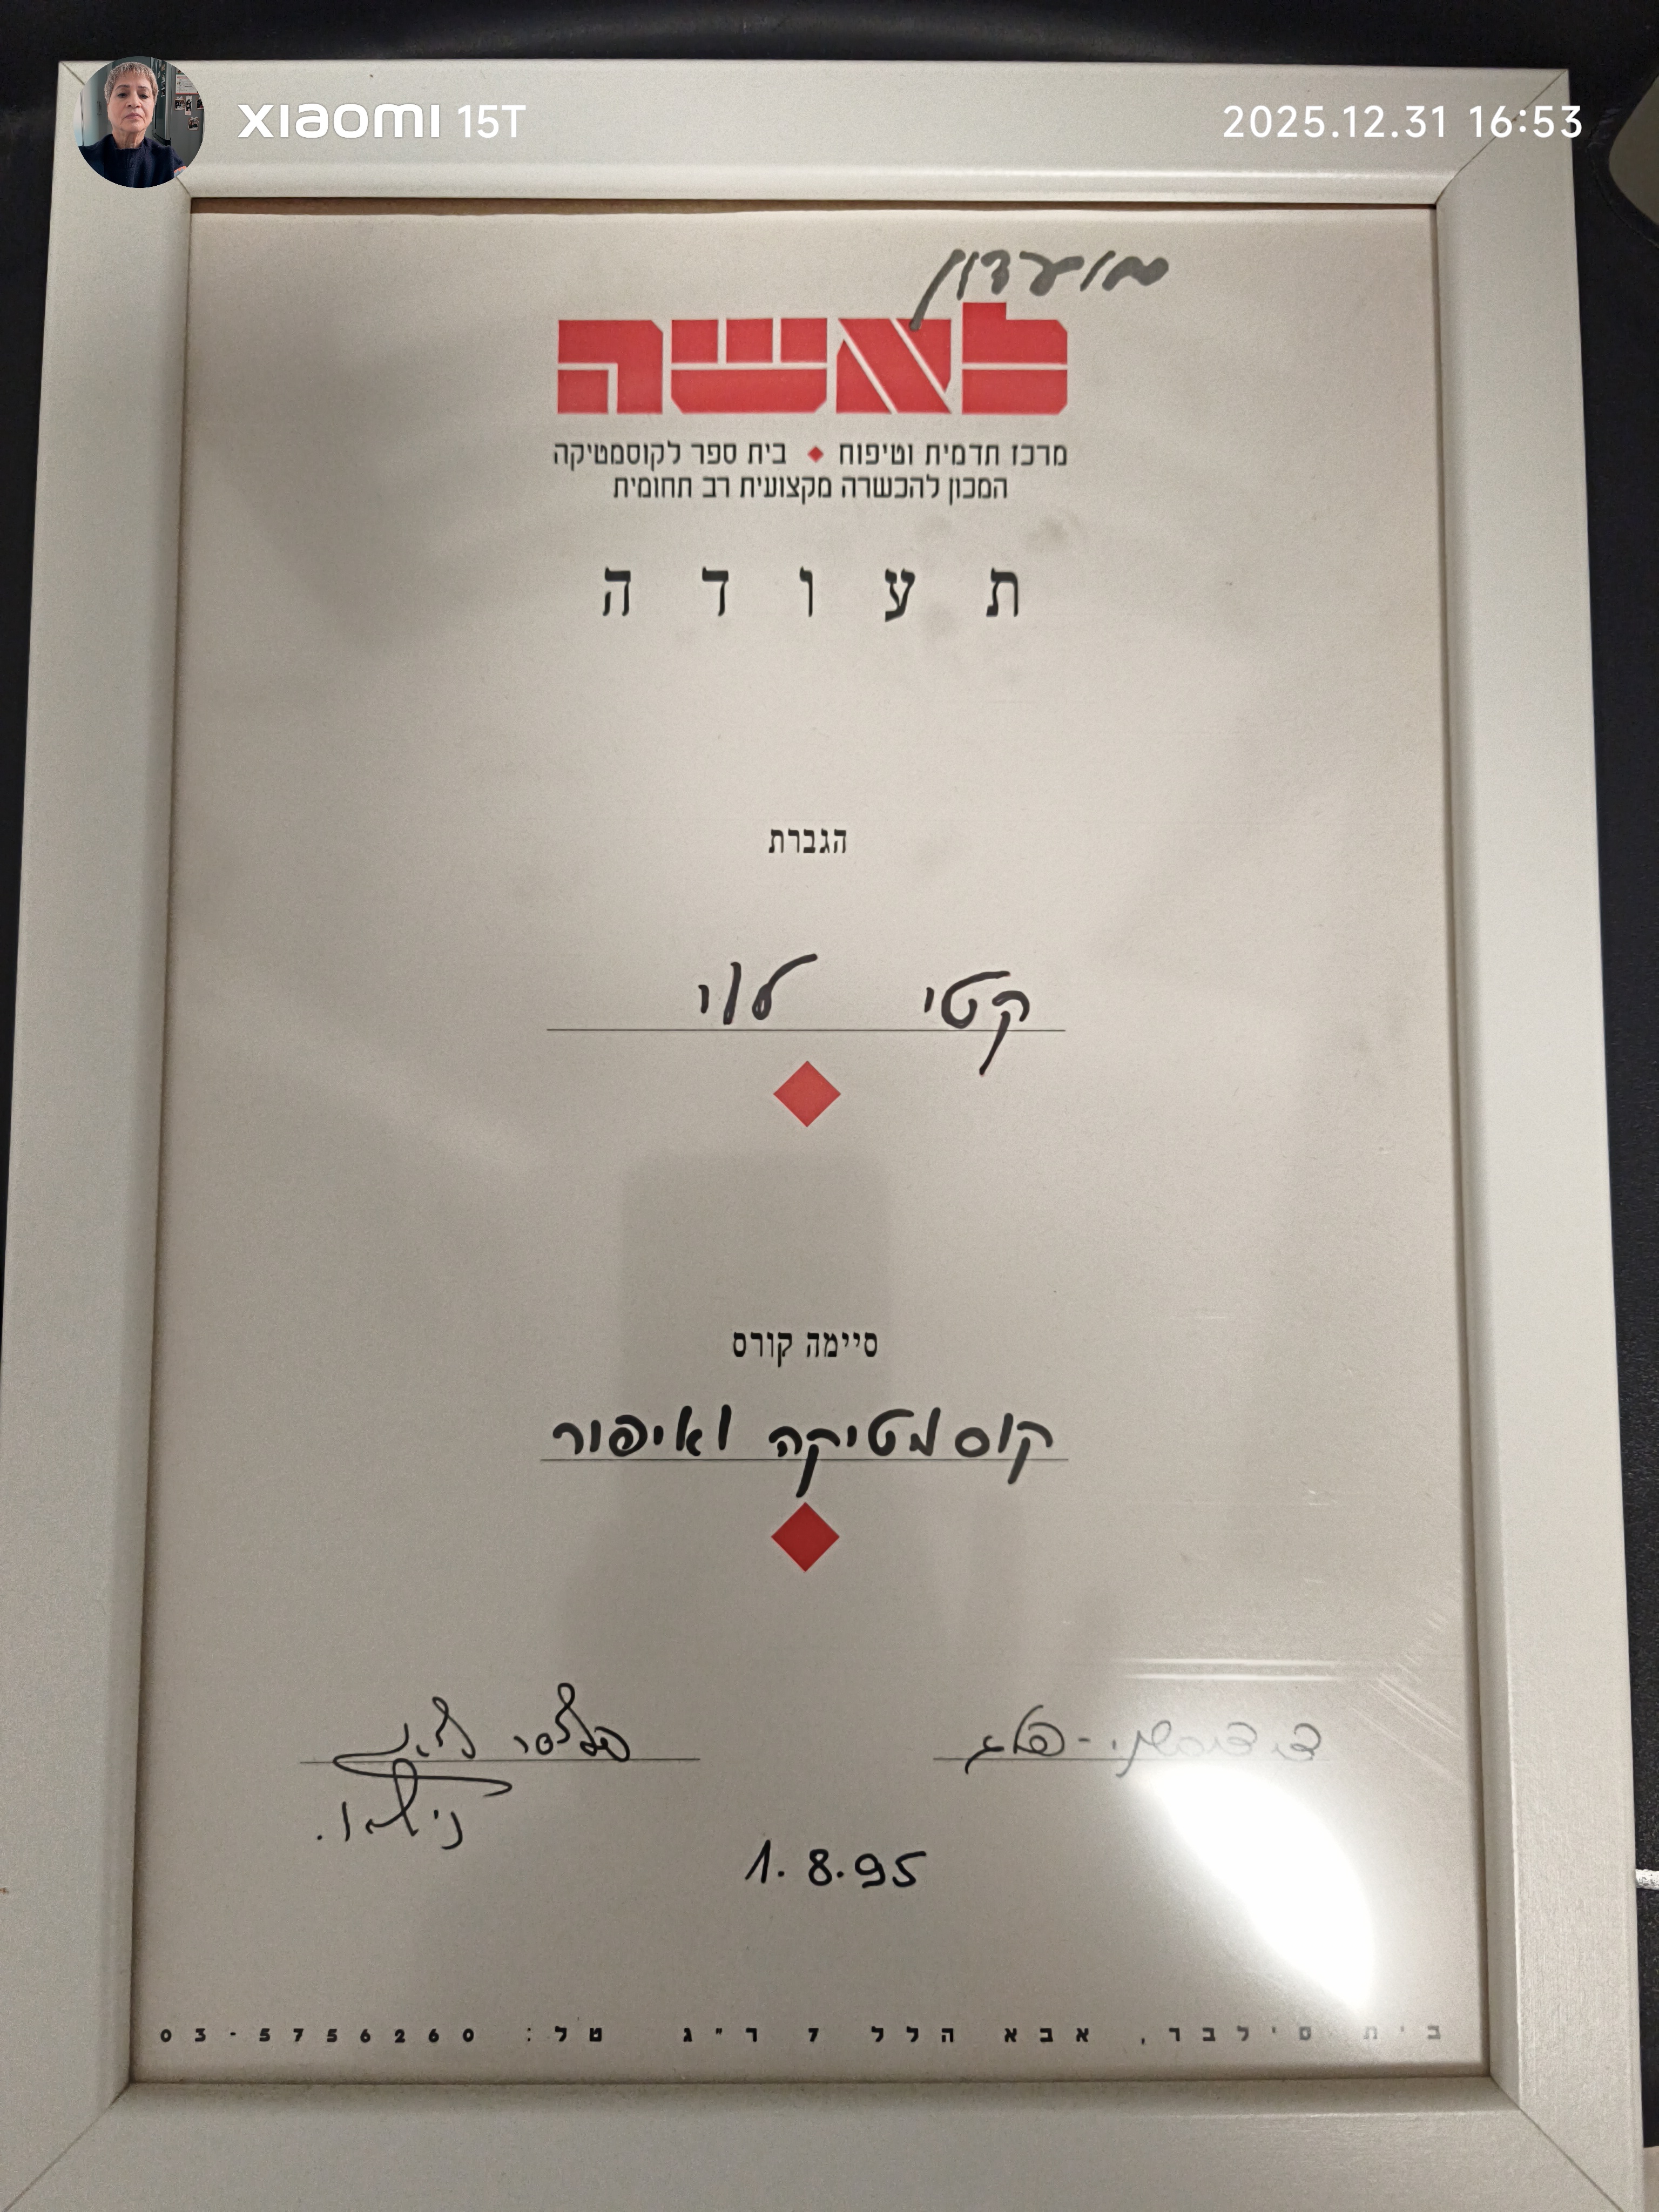 XIAOMI 15T
2025.12.31 16:53
מועדון
לאשה
מרכז תדמית וטיפוח ♦ בית ספר לקוסמטיקה
המכון להכשרה מקצועית רב תחומית
תעודה
הגברת
קטי לוי
סיימה קורס
קוסמטיקה ואיפור
1.8.95
בית סילבר, אבא הלל 7 ר"ג טל: 03-5756260